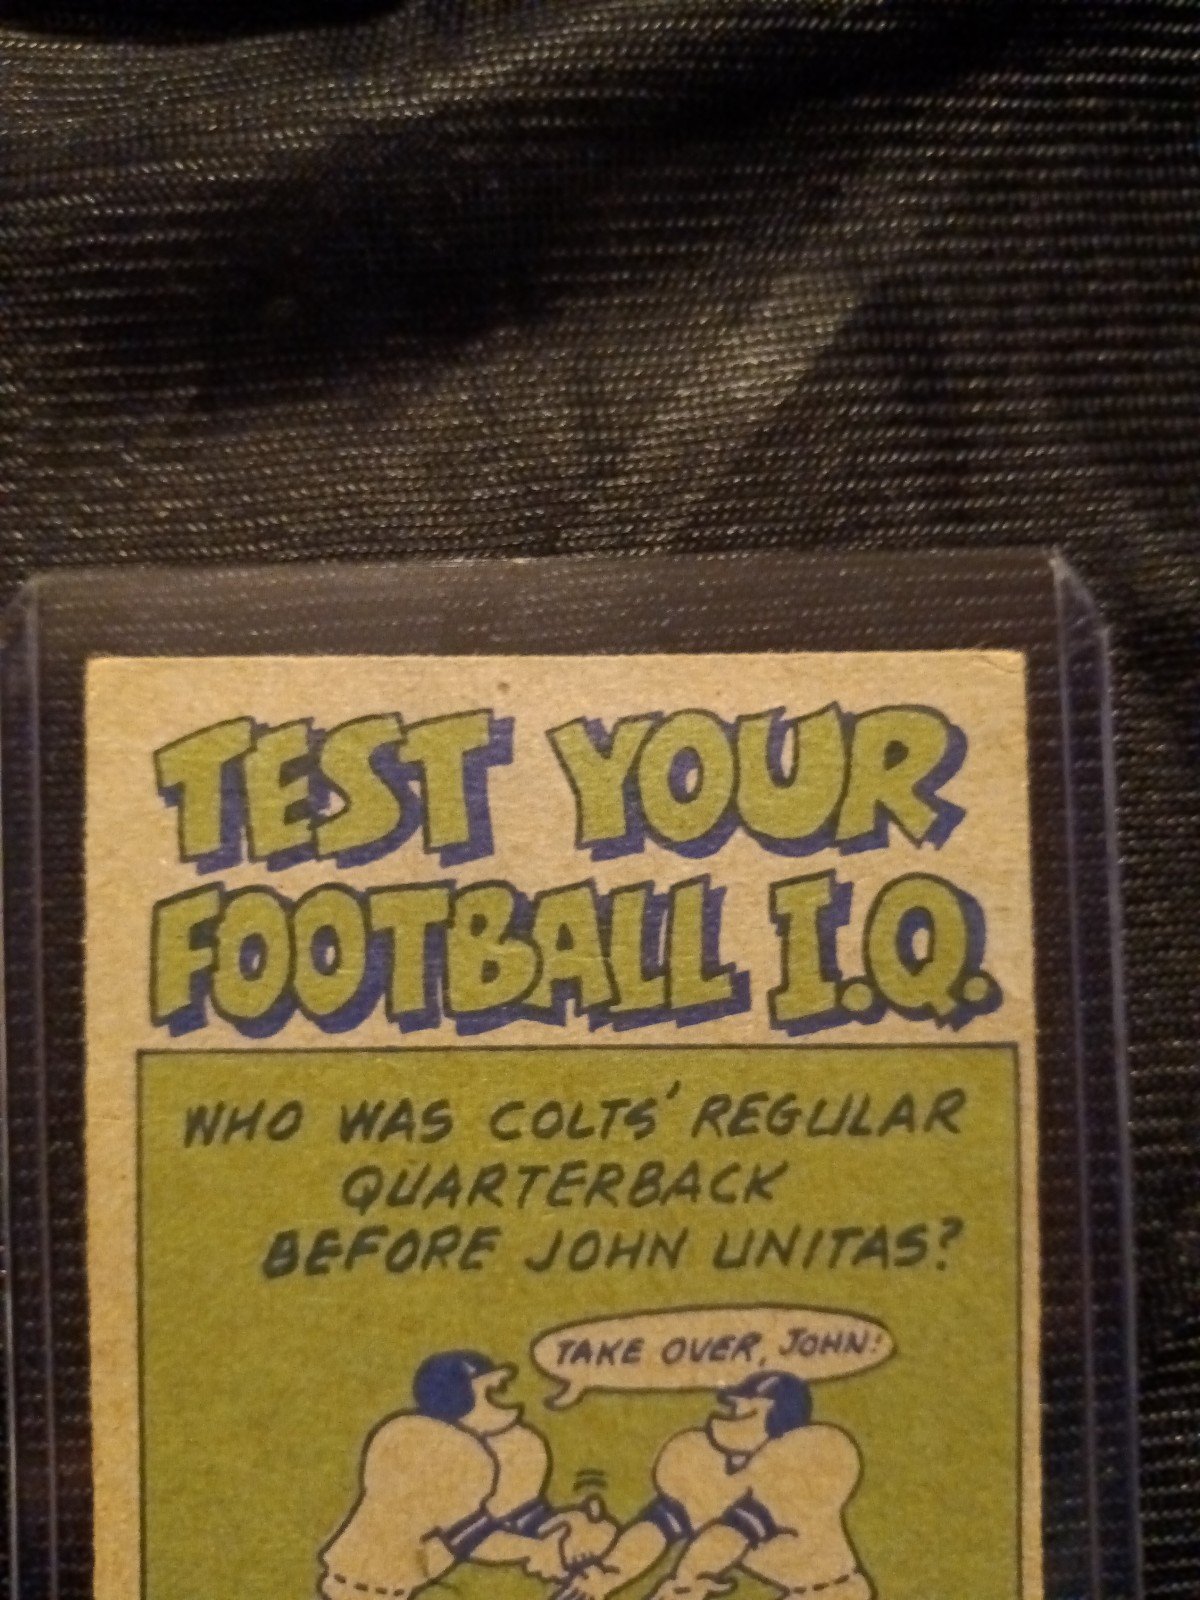 TEST YOUR
FOOTBALL I.Q.
WHO WAS COLTS' REGULAR
QUARTERBACK
BEFORE JOHN UNITAS?
TAKE OVER, JOHN!